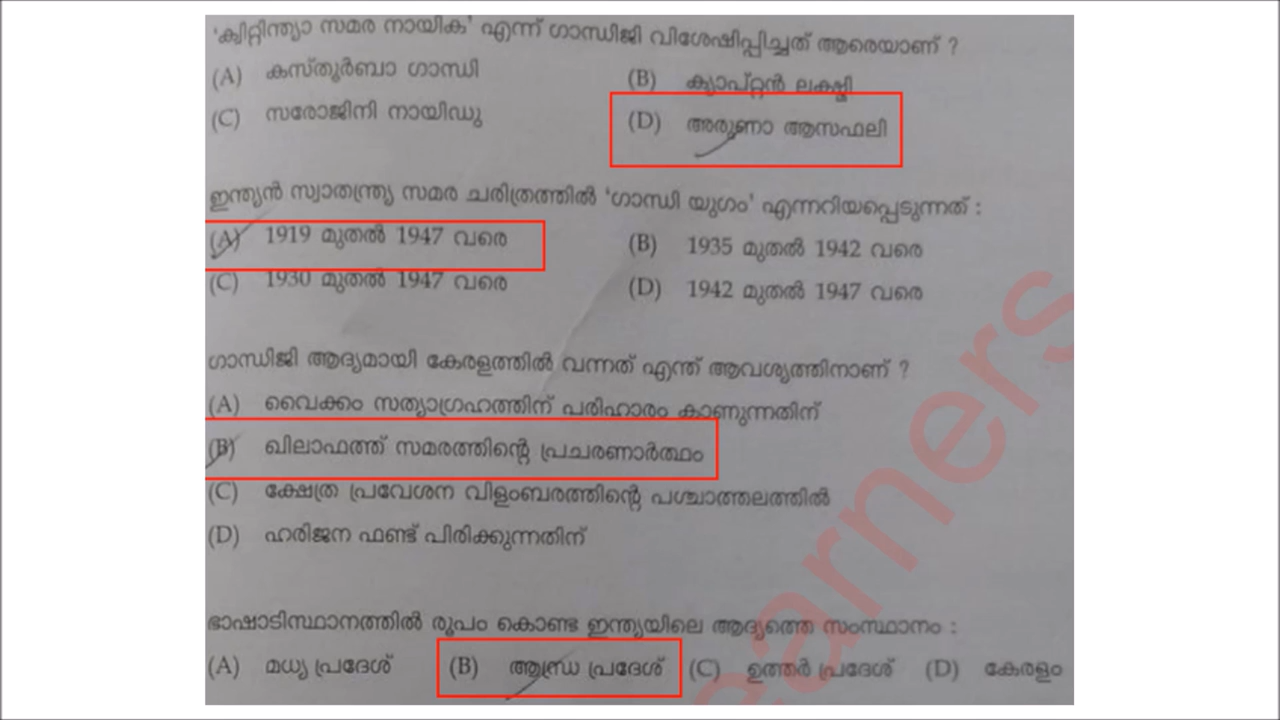 'ക്വിറ്റിന്ത്യാ സമര നായിക' എന്ന് ഗാന്ധിജി വിശേഷിപ്പിച്ചത് ആരെയാണ് ?
(A) കസ്തൂർബാ ഗാന്ധി (B) ക്യാപ്റ്റൻ ലക്ഷ്മി
(C) സരോജിനി നായിഡു (D) അരുണാ ആസഫലി
ഇന്ത്യൻ സ്വാതന്ത്ര്യ സമര ചരിത്രത്തിൽ 'ഗാന്ധി യുഗം' എന്നറിയപ്പെടുന്നത് :
(A) 1919 മുതൽ 1947 വരെ (B) 1935 മുതൽ 1942 വരെ
(C) 1930 മുതൽ 1947 വരെ (D) 1942 മുതൽ 1947 വരെ
ഗാന്ധിജി ആദ്യമായി കേരളത്തിൽ വന്നത് എന്ത് ആവശ്യത്തിനാണ് ?
(A) വൈക്കം സത്യാഗ്രഹത്തിന് പരിഹാരം കാണുന്നതിന്
(B) ഖിലാഫത്ത് സമരത്തിന്റെ പ്രചരണാർത്ഥം
(C) ക്ഷേത്ര പ്രവേശന വിളംബരത്തിന്റെ പശ്ചാത്തലത്തിൽ
(D) ഹരിജന ഫണ്ട് പിരിക്കുന്നതിന്
ഭാഷാടിസ്ഥാനത്തിൽ രൂപം കൊണ്ട ഇന്ത്യയിലെ ആദ്യത്തെ സംസ്ഥാനം :
(A) മധ്യ പ്രദേശ് (B) ആന്ധ്ര പ്രദേശ് (C) ഉത്തർ പ്രദേശ് (D) കേരളം
earners